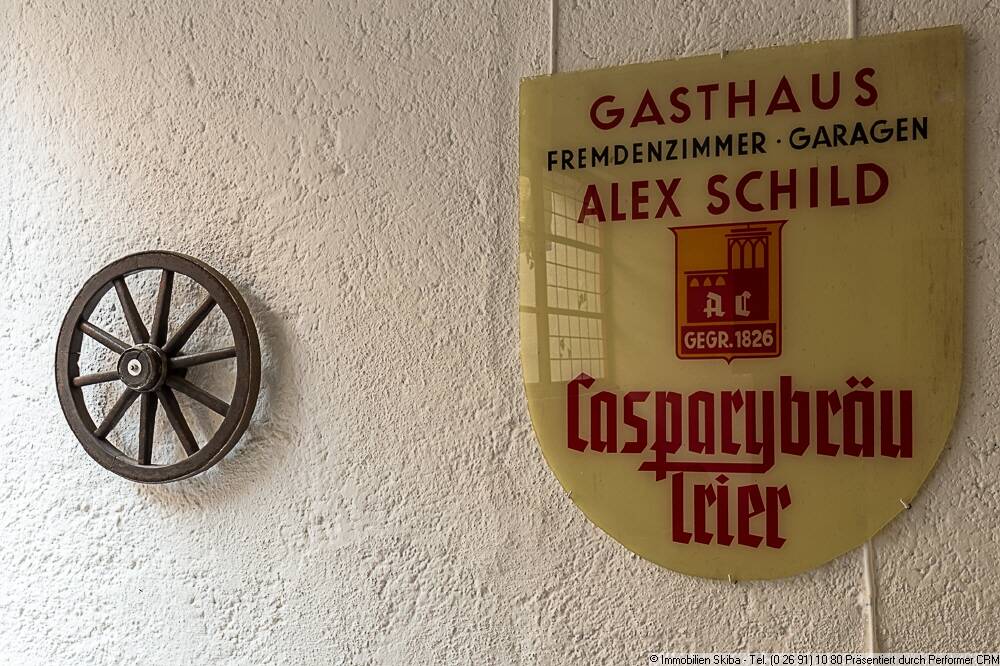 GASTHAUS
FREMDENZIMMER · GARAGEN
ALEX SCHILD
A C
GEGR. 1826
Casparybräu
Trier
© Immobilien Skiba - Tel. (0 26 91) 10 80 Präsentiert durch Performer CRM